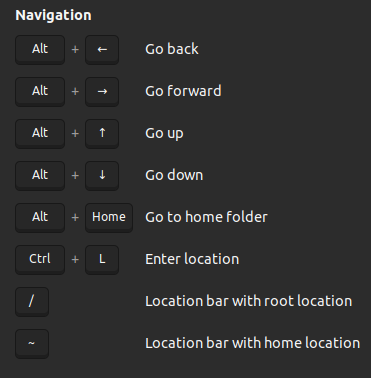 Navigation
Alt + ← Go back
Alt + → Go forward
Alt + ↑ Go up
Alt + ↓ Go down
Alt + Home Go to home folder
Ctrl + L Enter location
/ Location bar with root location
~ Location bar with home location